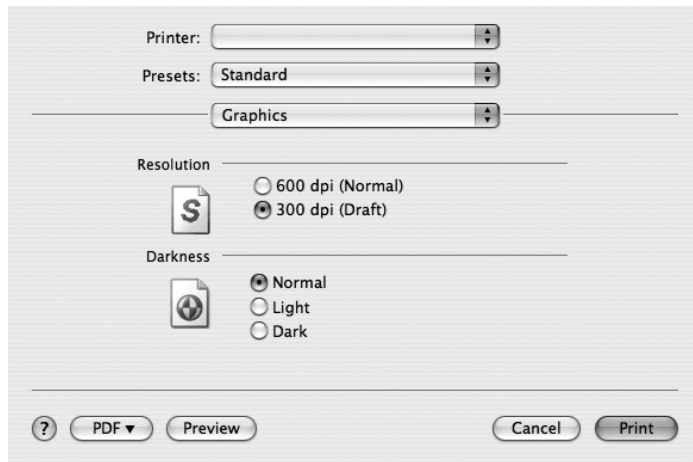 Printer:
Presets: Standard
Graphics
Resolution
600 dpi (Normal)
S
300 dpi (Draft)
Darkness
Normal
Light
Dark
? PDF ▼ Preview Cancel Print